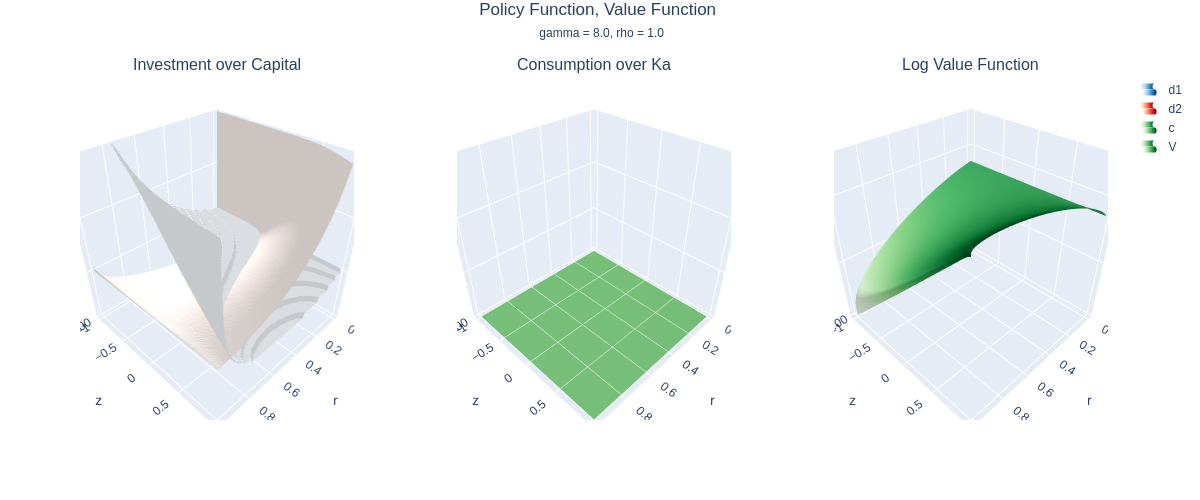 Policy Function, Value Function
gamma = 8.0, rho = 1.0
Investment over Capital
Consumption over Ka
Log Value Function
d1
d2
c
V
−0.5
0
0.5
z
0.2
0.4
0.6
0.8
r
−0.5
0
0.5
z
0
0.2
0.4
0.6
0.8
r
−0.5
0
0.5
z
0.2
0.4
0.6
0.8
r